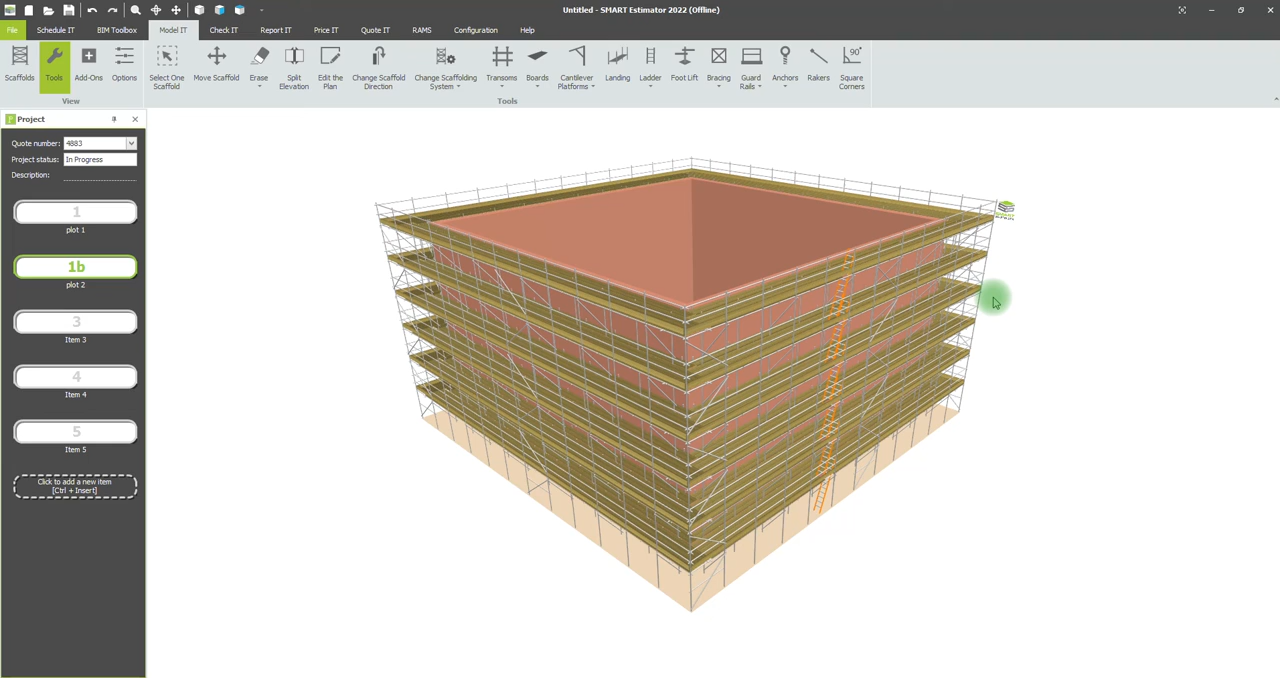 Untitled - SMART Estimator 2022 (Offline)
File Schedule IT BIM Toolbox Model IT Check IT Report IT Price IT Quote IT RAMS Configuration Help
Scaffolds Tools Add-Ons Options Select One Scaffold Move Scaffold Erase Split Elevation Edit the Plan Change Scaffold Direction Change Scaffolding System Transoms Boards Cantilever Platforms Landing Ladder Foot Lift Bracing Guard Rails Anchors Rakers 90° Square Corners
View Tools
Project
Quote number: 4883
Project status: In Progress
Description:
1
plot 1
1b
plot 2
3
Item 3
4
Item 4
5
Item 5
Click to add a new item
[Ctrl + Insert]
SMART